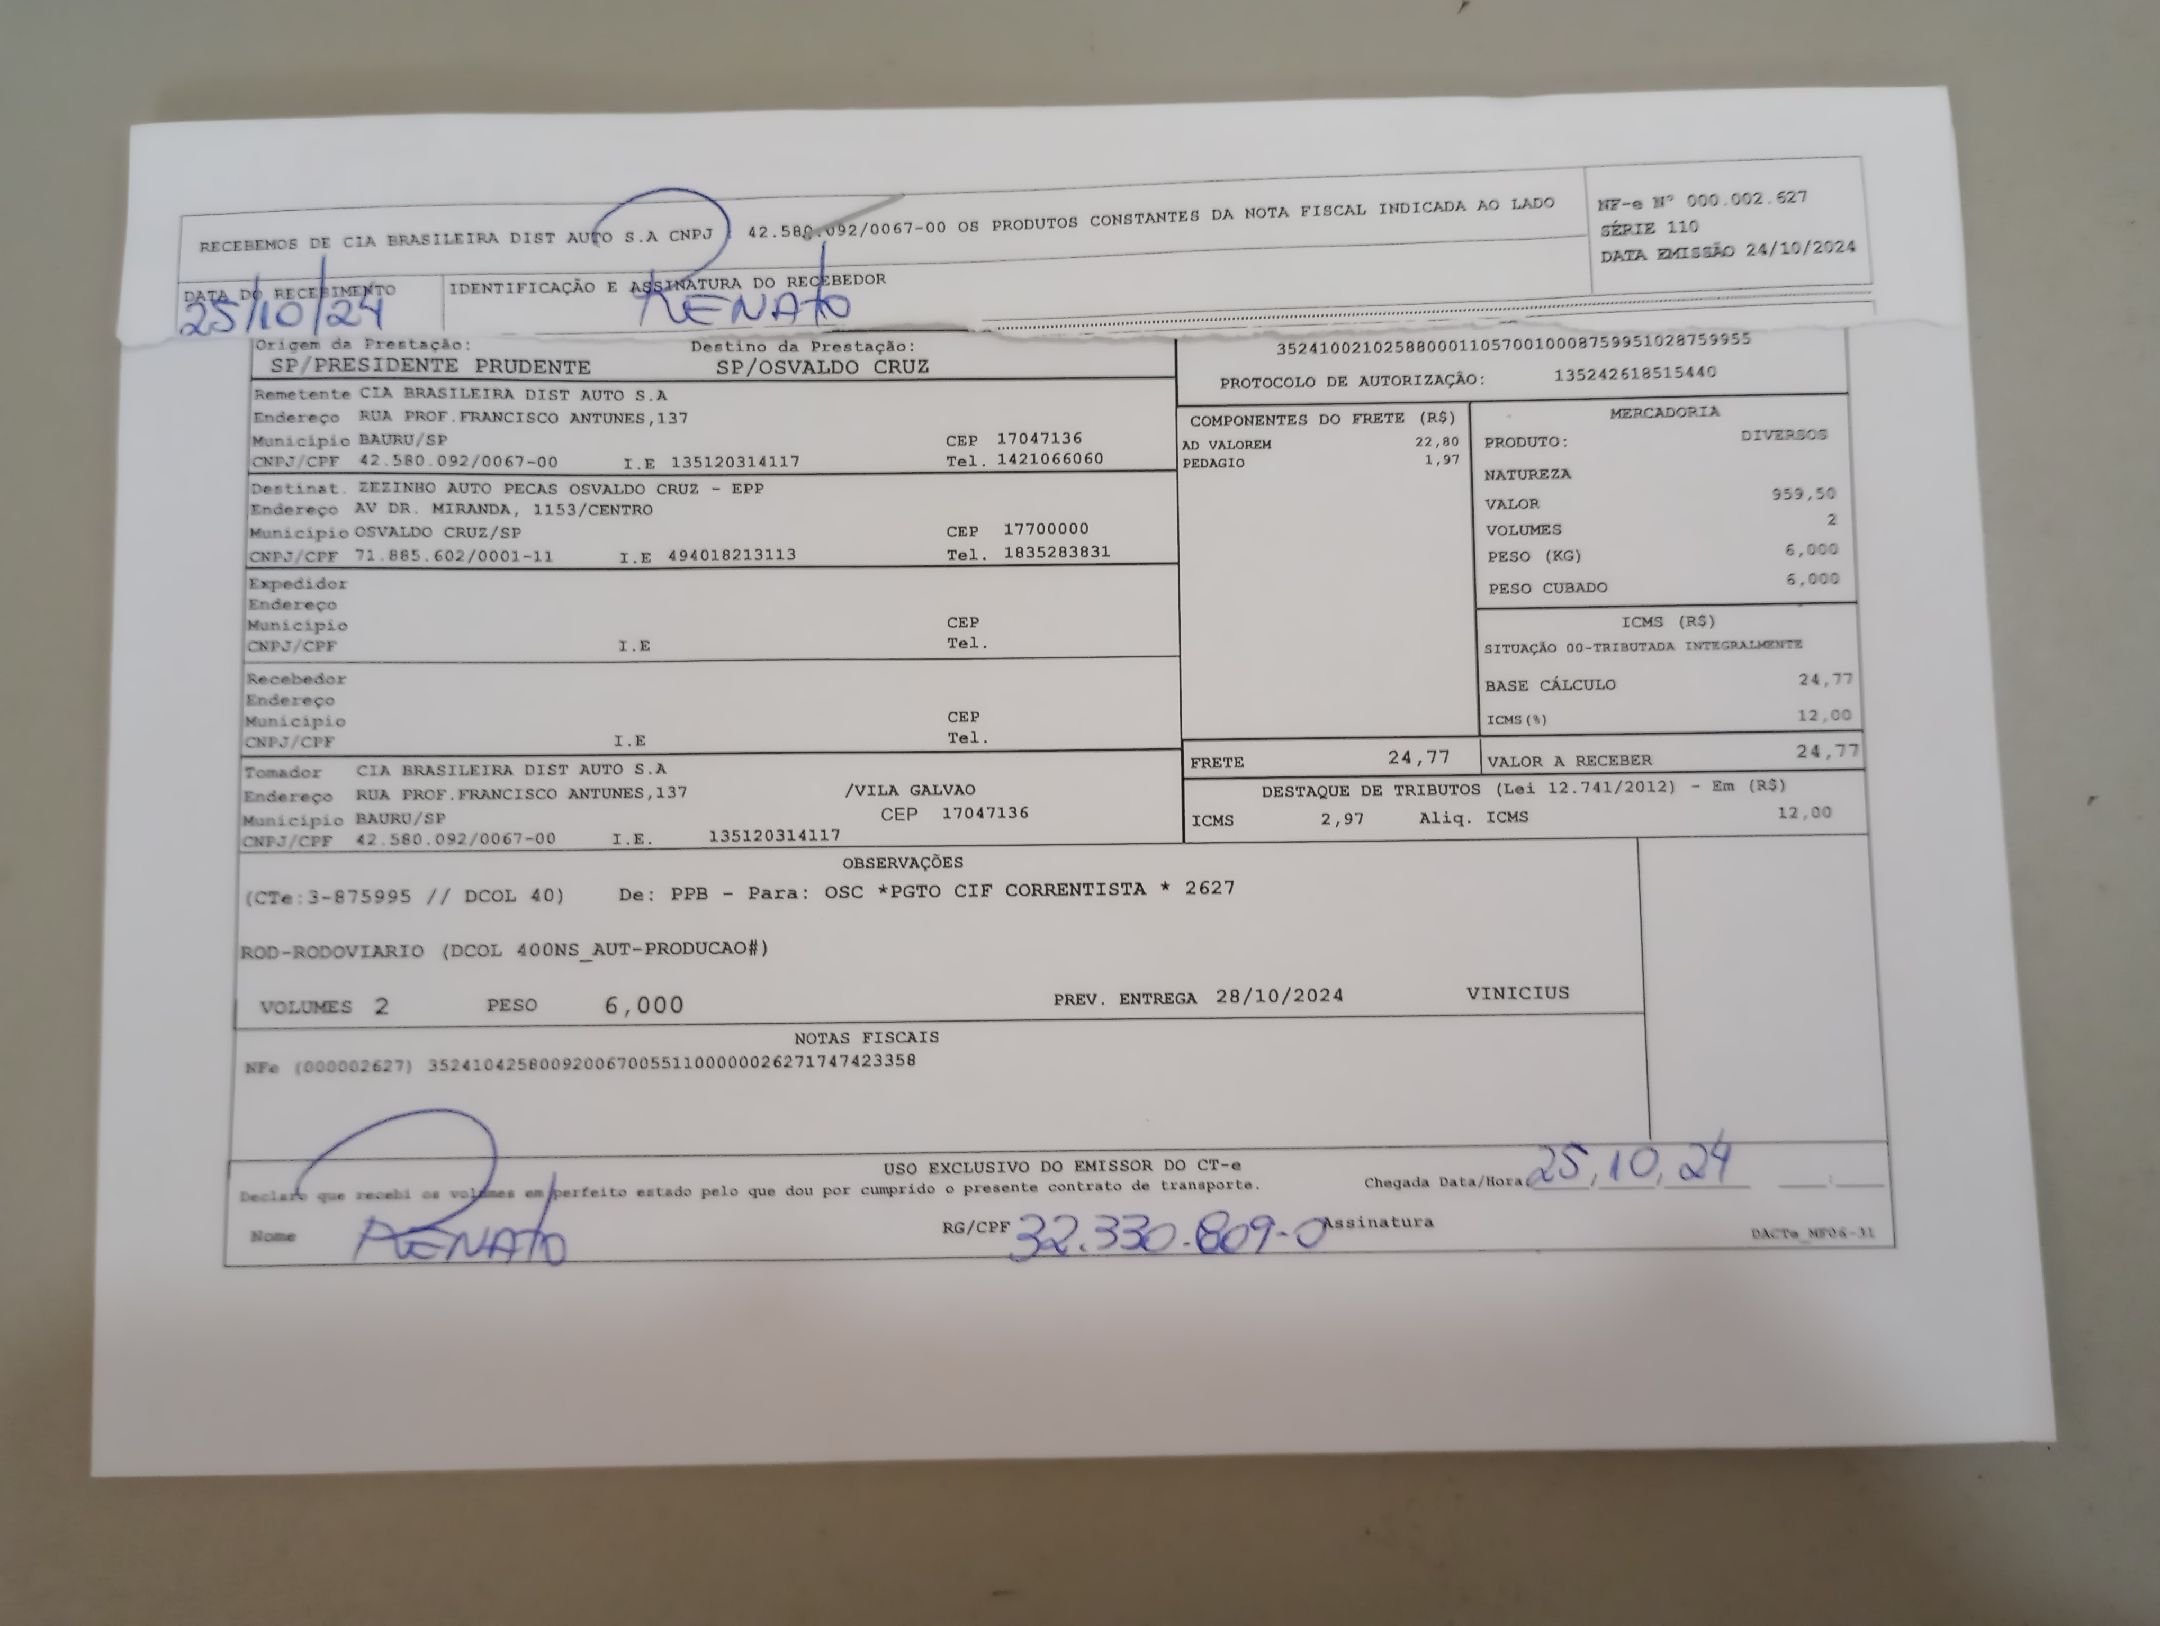 RECEBEMOS DE CIA BRASILEIRA DIST AUTO S.A CNPJ : 42.580.092/0067-00 OS PRODUTOS CONSTANTES DA NOTA FISCAL INDICADA AO LADO
NF-e Nº 000.002.627
SÉRIE 110
DATA EMISSÃO 24/10/2024
DATA DO RECEBIMENTO
IDENTIFICAÇÃO E ASSINATURA DO RECEBEDOR
25/10/24
RENATO
Origem da Prestação:
Destino da Prestação:
SP/PRESIDENTE PRUDENTE
SP/OSVALDO CRUZ
35241002102588000110570010008759951028759955
PROTOCOLO DE AUTORIZAÇÃO: 135242618515440
Remetente CIA BRASILEIRA DIST AUTO S.A
Endereço RUA PROF.FRANCISCO ANTUNES,137
Município BAURU/SP CEP 17047136
CNPJ/CPF 42.580.092/0067-00 I.E 135120314117 Tel. 1421066060
Destinat. ZEZINHO AUTO PECAS OSVALDO CRUZ - EPP
Endereço AV DR. MIRANDA, 1153/CENTRO
Município OSVALDO CRUZ/SP CEP 17700000
CNPJ/CPF 71.885.602/0001-11 I.E 494018213113 Tel. 1835283831
Expedidor
Endereço
Município CEP
CNPJ/CPF I.E Tel.
Recebedor
Endereço
Município CEP
CNPJ/CPF I.E Tel.
Tomador CIA BRASILEIRA DIST AUTO S.A
Endereço RUA PROF.FRANCISCO ANTUNES,137 /VILA GALVAO
Município BAURU/SP CEP 17047136
CNPJ/CPF 42.580.092/0067-00 I.E. 135120314117
COMPONENTES DO FRETE (R$)
AD VALOREM 22,80
PEDAGIO 1,97
MERCADORIA
PRODUTO: DIVERSOS
NATUREZA
VALOR 959,50
VOLUMES 2
PESO (KG) 6,000
PESO CUBADO 6,000
ICMS (R$)
SITUAÇÃO 00-TRIBUTADA INTEGRALMENTE
BASE CÁLCULO 24,77
ICMS(%) 12,00
FRETE 24,77
VALOR A RECEBER 24,77
DESTAQUE DE TRIBUTOS (Lei 12.741/2012) - Em (R$)
ICMS 2,97 Aliq. ICMS 12,00
OBSERVAÇÕES
(CTe:3-875995 // DCOL 40) De: PPB - Para: OSC *PGTO CIF CORRENTISTA * 2627
ROD-RODOVIARIO (DCOL 400NS_AUT-PRODUCAO#)
VOLUMES 2 PESO 6,000 PREV. ENTREGA 28/10/2024 VINICIUS
NOTAS FISCAIS
NFe (000002627) 35241042580092006700551100000026271747423358
USO EXCLUSIVO DO EMISSOR DO CT-e
Declaro que recebi os volumes em perfeito estado pelo que dou por cumprido o presente contrato de transporte.
Chegada Data/Hora 25,10,24 :
Nome RENATO
RG/CPF 32.330.809-0
Assinatura
DACTe_MF06-31